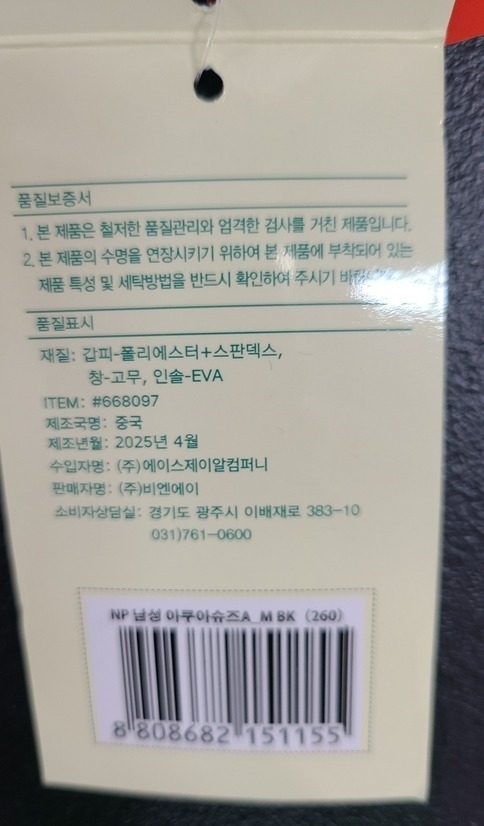 품질보증서
1. 본 제품은 철저한 품질관리와 엄격한 검사를 거친 제품입니다.
2. 본 제품의 수명을 연장시키기 위하여 본 제품에 부착되어 있는
제품 특성 및 세탁방법을 반드시 확인하여 주시기
품질표시
재질: 갑피-폴리에스터+스판덱스,
창-고무, 인솔-EVA
ITEM: #668097
제조국명: 중국
제조년월: 2025년 4월
수입자명: (주)에이스제이알컴퍼니
판매자명: (주)비엔에이
소비자상담실: 경기도 광주시 이배재로 383-10
031)761-0600
NP 남성 아쿠아슈즈A_M BK (260)
8 808682 151155